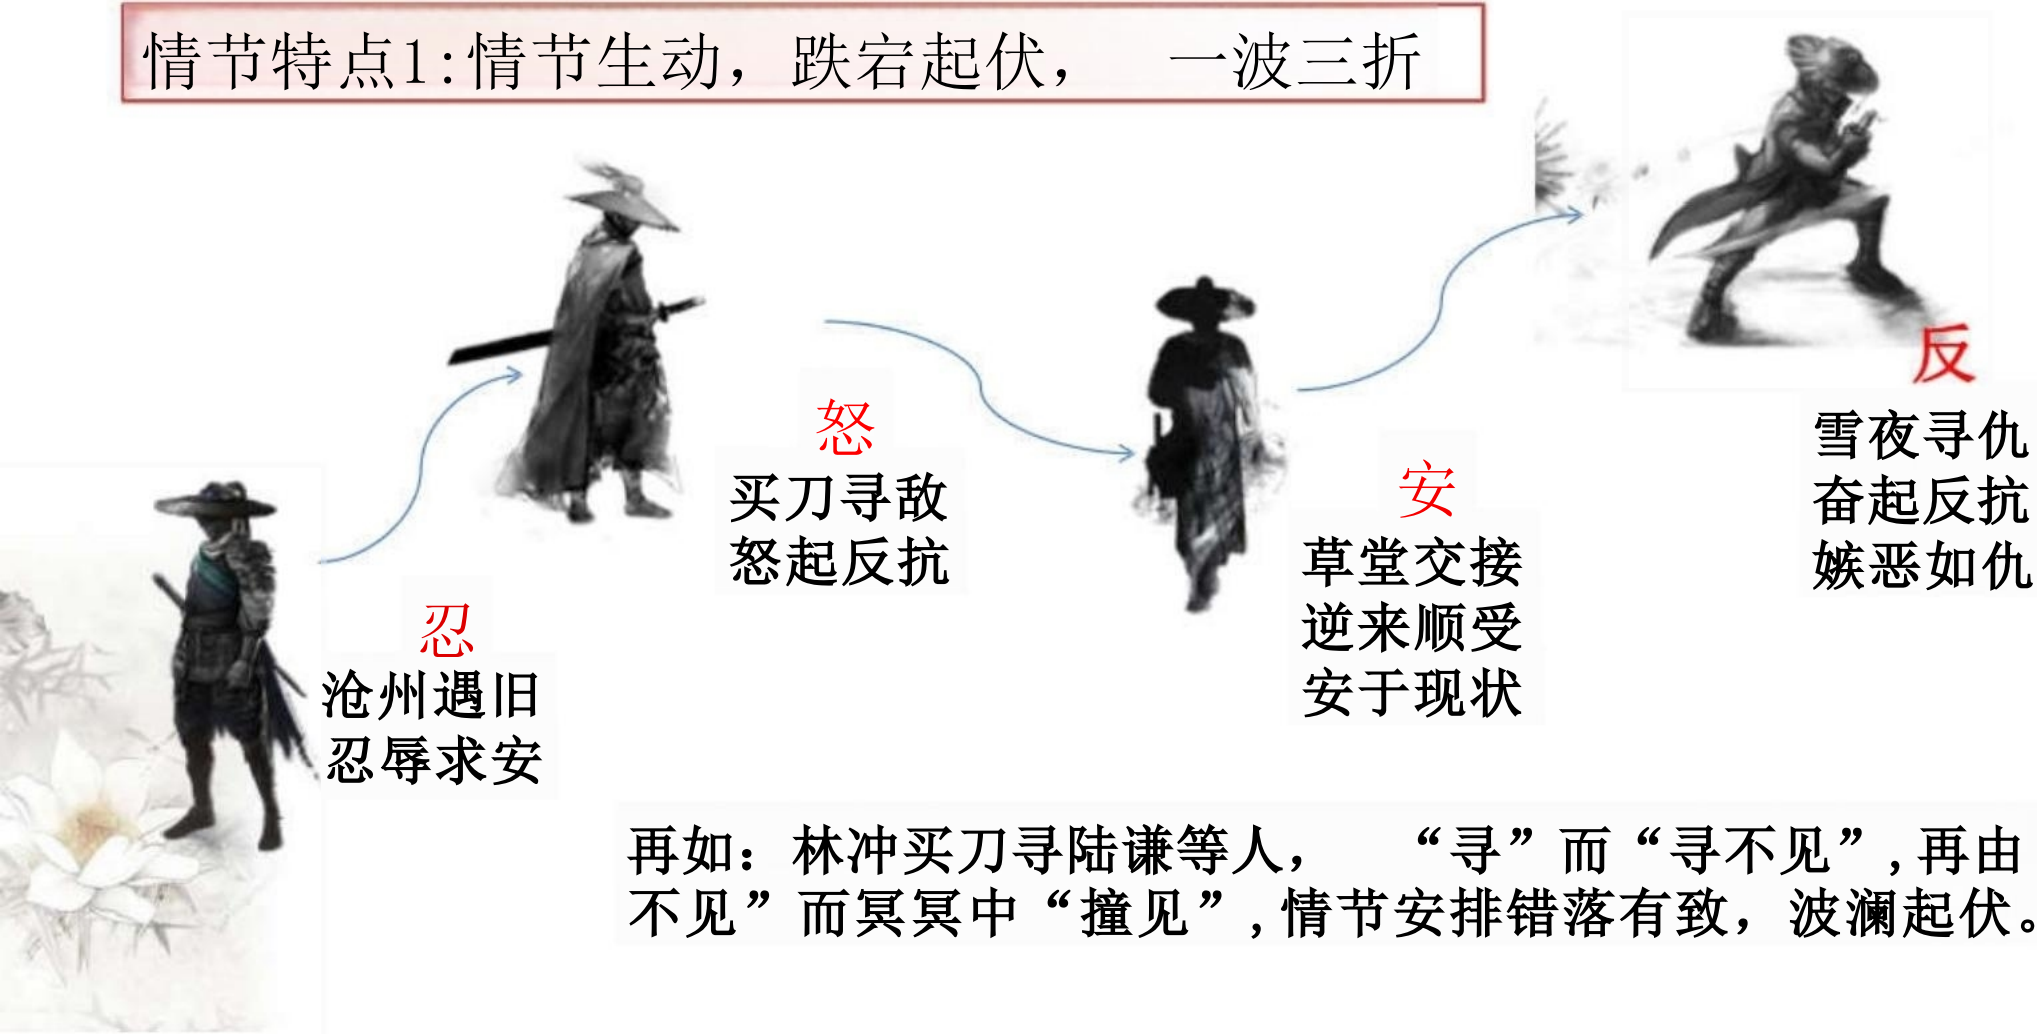 情节特点1:情节生动，跌宕起伏， 一波三折
忍
沧州遇旧
忍辱求安
怒
买刀寻敌
怒起反抗
安
草堂交接
逆来顺受
安于现状
反
雪夜寻仇
奋起反抗
嫉恶如仇
再如：林冲买刀寻陆谦等人， “寻”而“寻不见”,再由
不见”而冥冥中“撞见”,情节安排错落有致，波澜起伏。